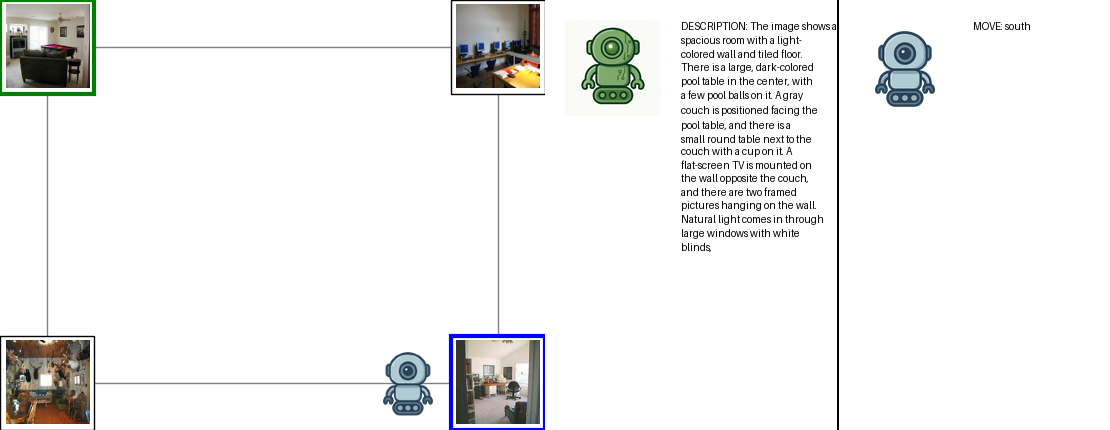 DESCRIPTION: The image shows a
spacious room with a light-
colored wall and tiled floor.
There is a large, dark-colored
pool table in the center, with
a few pool balls on it. A gray
couch is positioned facing the
pool table, and there is a
small round table next to the
couch with a cup on it. A
flat-screen TV is mounted on
the wall opposite the couch,
and there are two framed
pictures hanging on the wall.
Natural light comes in through
large windows with white
blinds,
MOVE: south